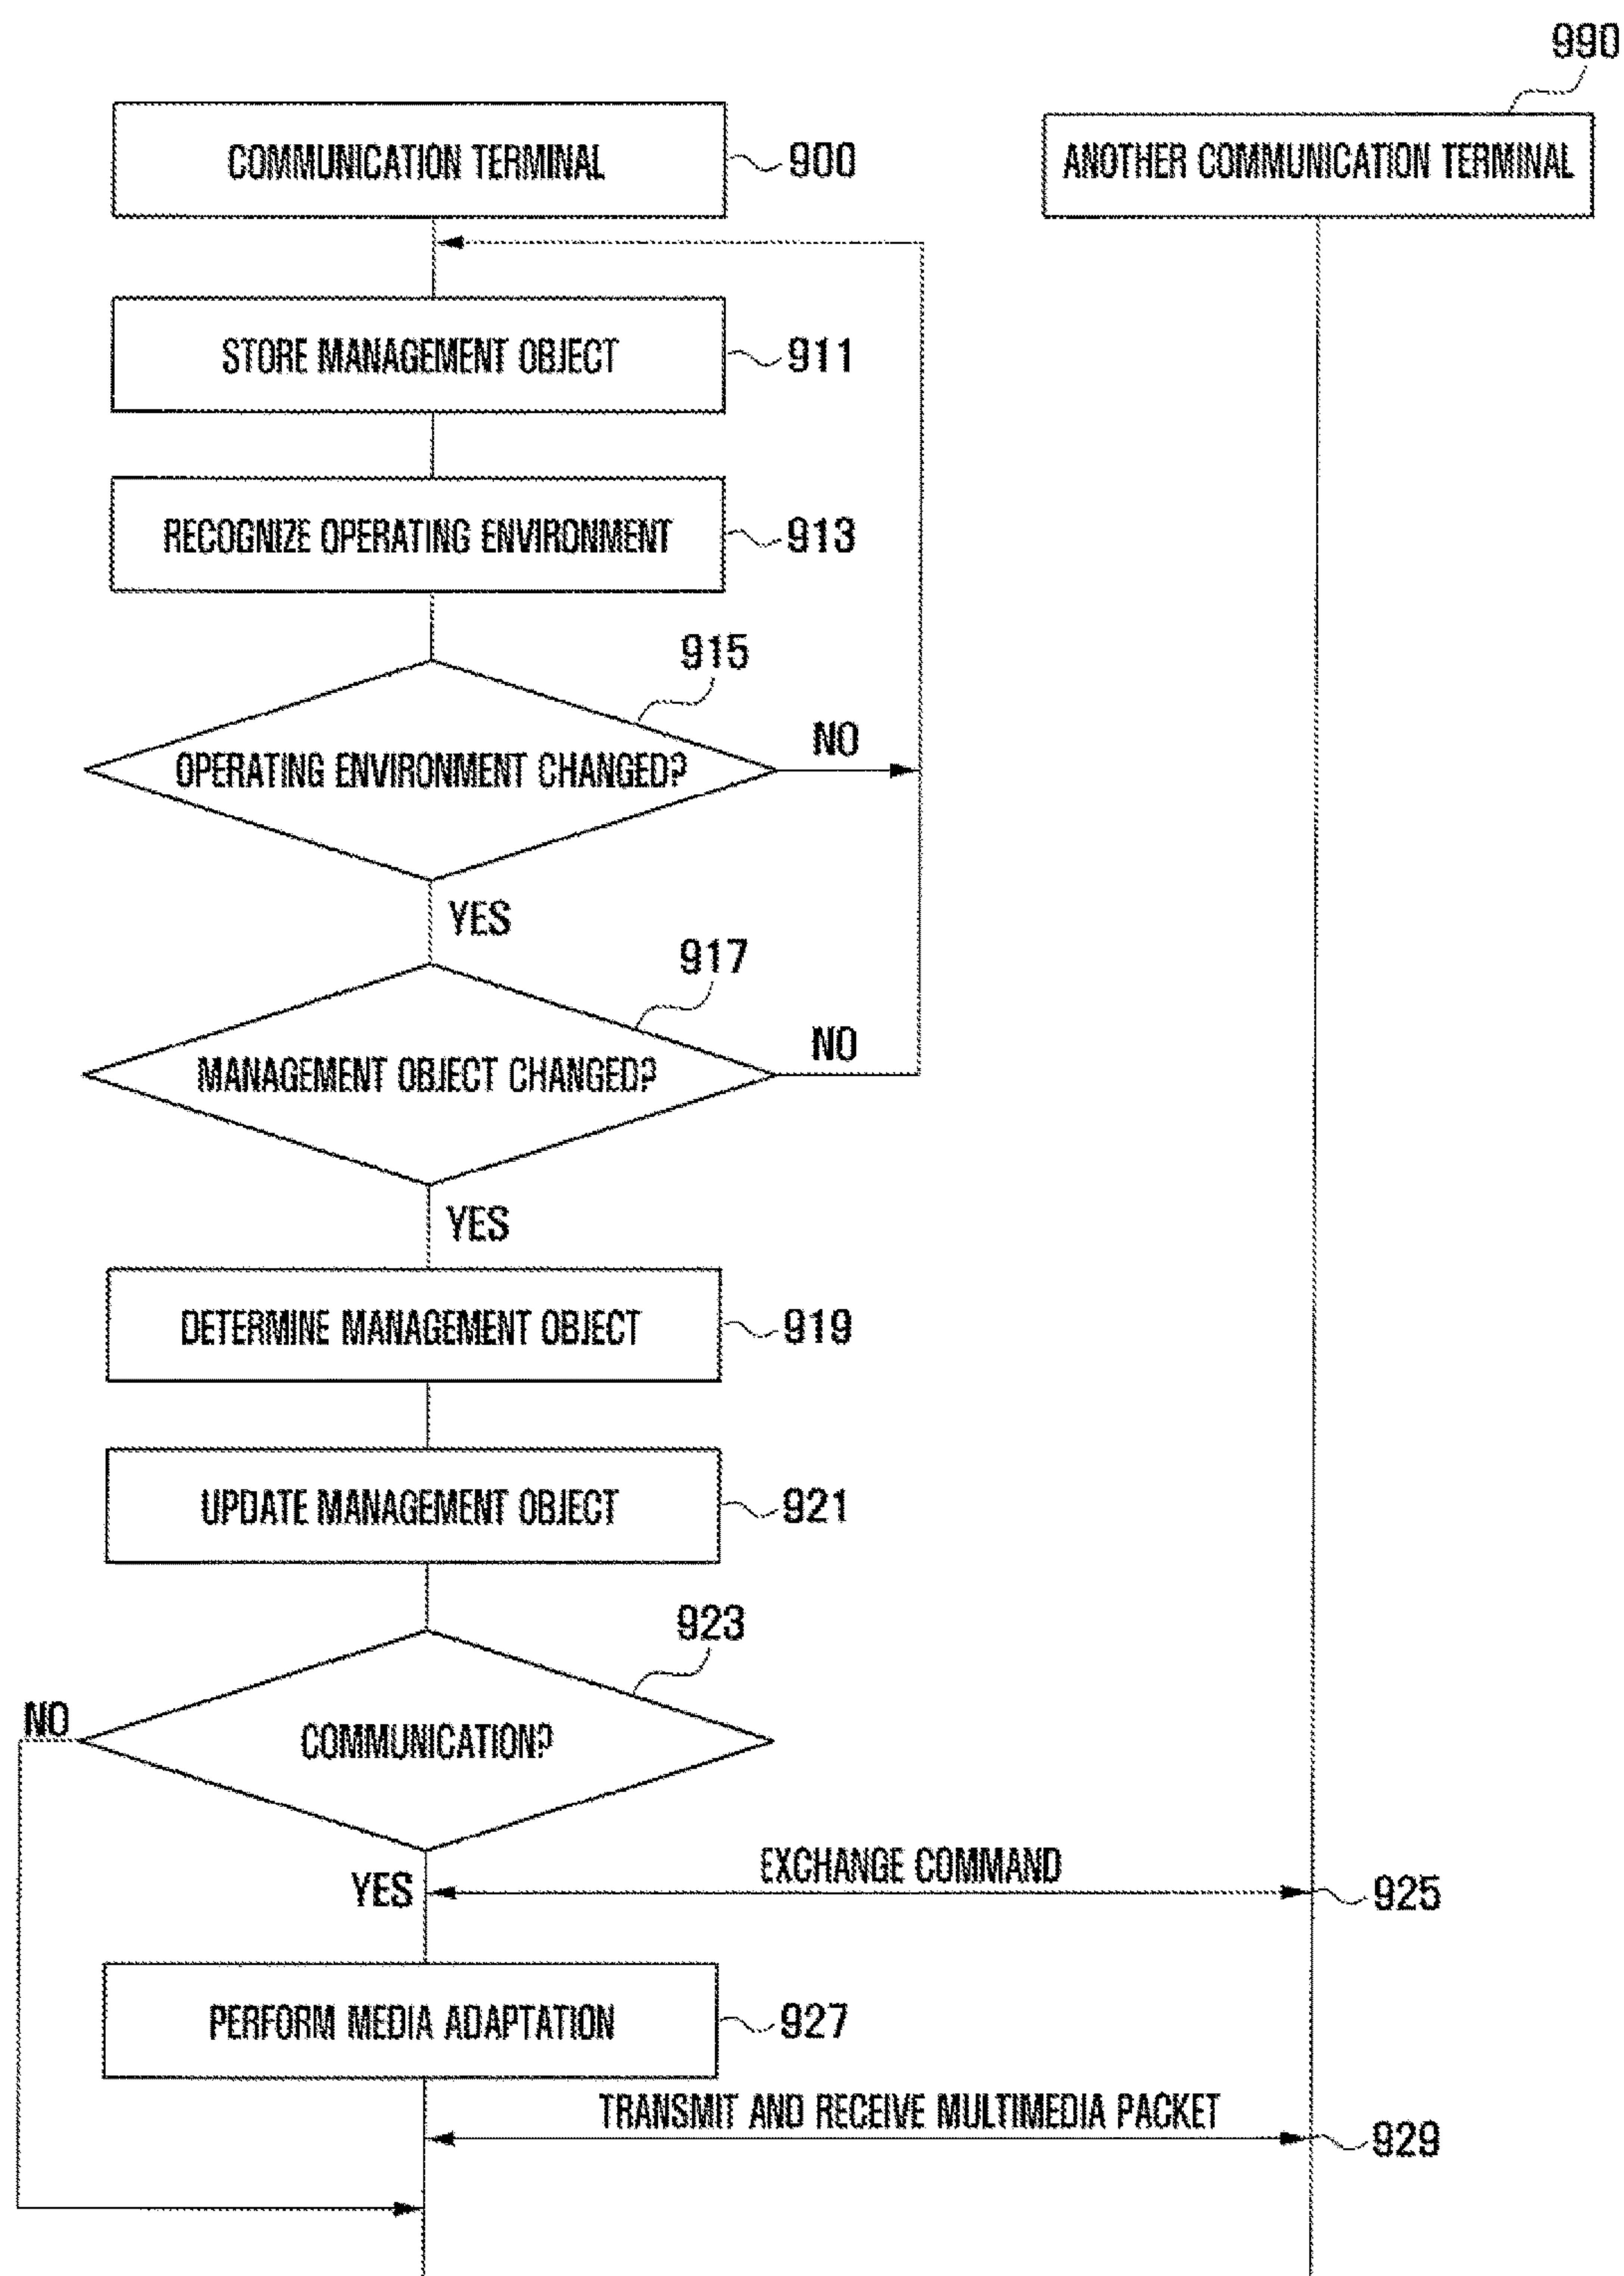 990
COMMUNICATION TERMINAL
900
ANOTHER COMMUNICATION TERMINAL
STORE MANAGEMENT OBJECT
911
RECOGNIZE OPERATING ENVIRONMENT
913
915
OPERATING ENVIRONMENT CHANGED?
NO
YES
917
MANAGEMENT OBJECT CHANGED?
NO
YES
DETERMINE MANAGEMENT OBJECT
919
UPDATE MANAGEMENT OBJECT
921
923
NO
COMMUNICATION?
YES
EXCHANGE COMMAND
925
PERFORM MEDIA ADAPTATION
927
TRANSMIT AND RECEIVE MULTIMEDIA PACKET
929